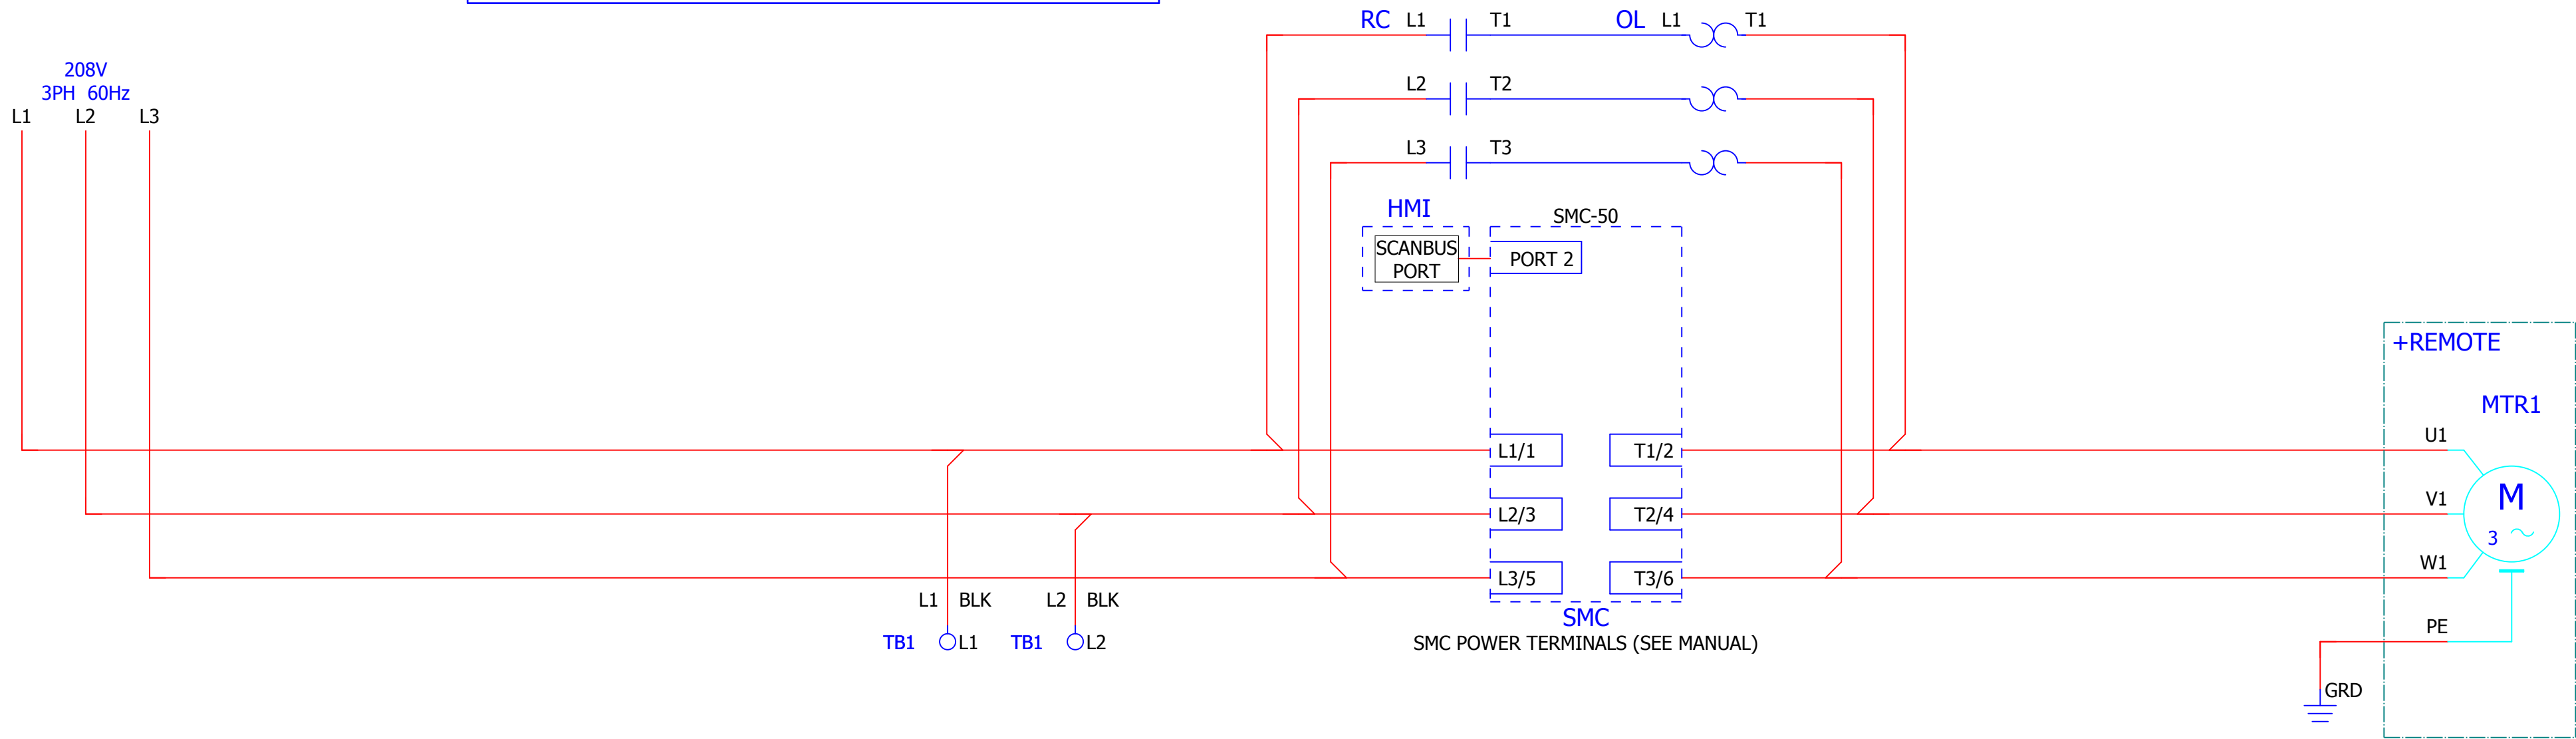 RC L1 T1 OL L1 T1
208V
3PH 60Hz
L1 L2 L3
L2 T2
L3 T3
HMI
SCANBUS
PORT
SMC-50
PORT 2
+REMOTE
MTR1
L1/1 T1/2
U1
L2/3 T2/4
V1
M
3
L3/5 T3/6
W1
L1 BLK L2 BLK
TB1 L1 TB1 L2
SMC
SMC POWER TERMINALS (SEE MANUAL)
PE
GRD